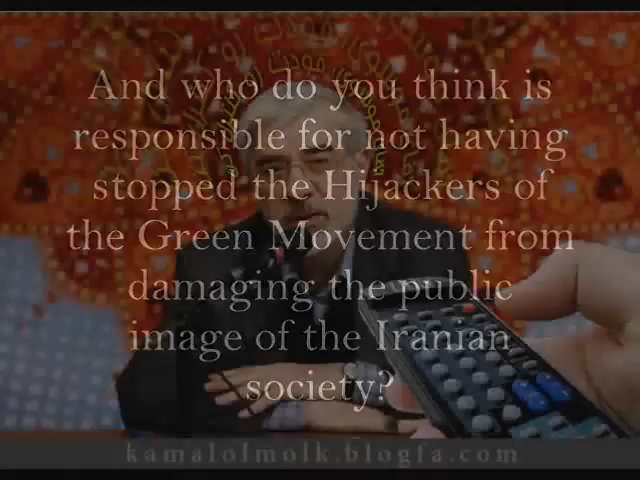 And who do you think is
responsible for not having
stopped the Hijackers of
the Green Movement from
damaging the public
image of the Iranian
society?
kamalolmolk.blogfa.com